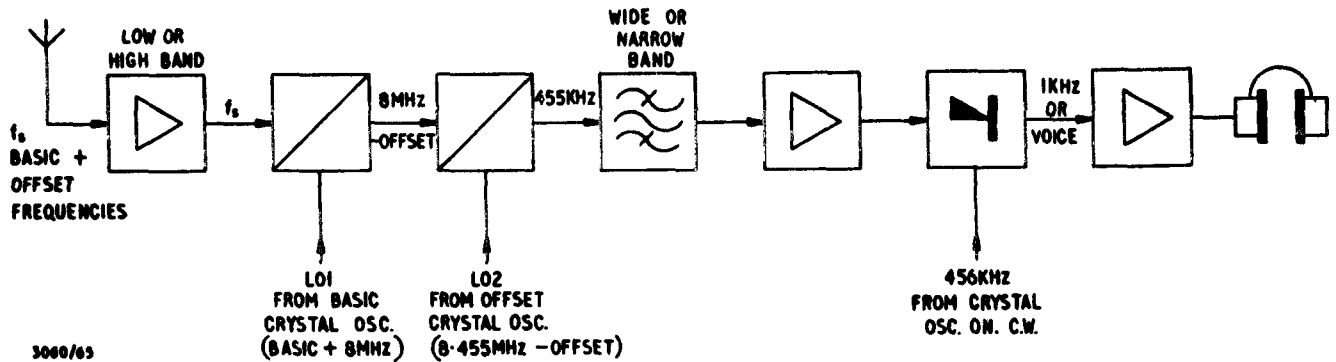 LOW OR
HIGH BAND
fs
BASIC +
OFFSET
FREQUENCIES
fs
8MHZ
-OFFSET
455KHZ
WIDE OR
NARROW
BAND
1KHZ
OR
VOICE
LO1
FROM BASIC
CRYSTAL OSC.
(BASIC + 8MHZ)
LO2
FROM OFFSET
CRYSTAL OSC.
(8·455MHZ - OFFSET)
456KHZ
FROM CRYSTAL
OSC. ON. C.W.
3060/65